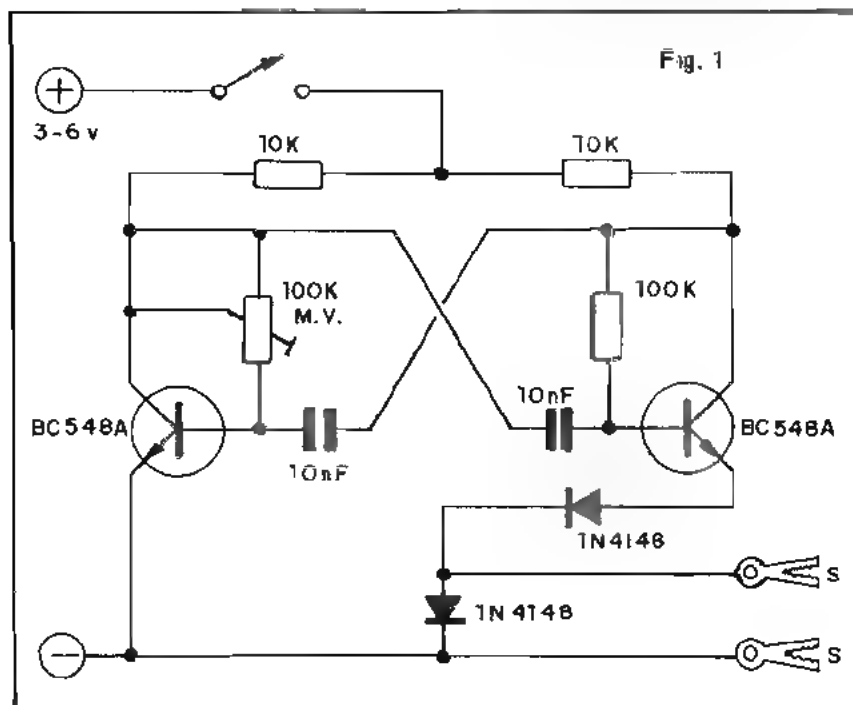 Fig. 1
+
3-6 v
10K
10K
100K
M.V.
100K
BC548A
10nF
10nF
BC548A
1N4148
S
1N4148
-
S